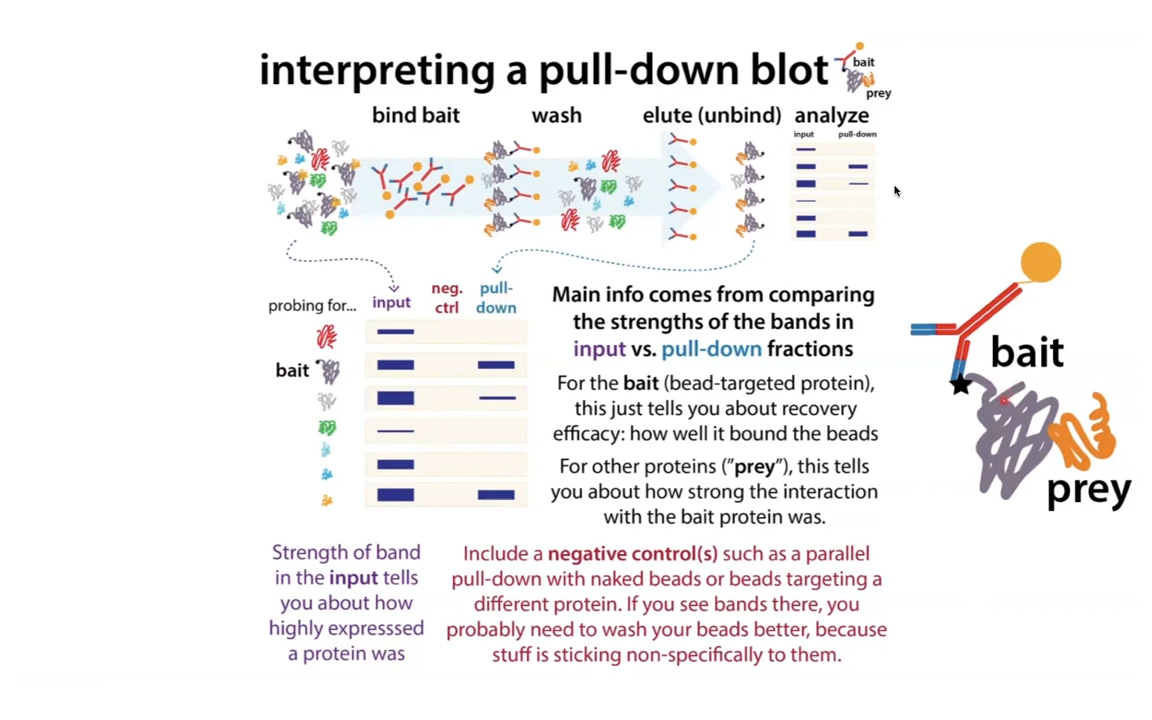 interpreting a pull-down blot
bait
prey
bind bait
wash
elute (unbind)
analyze
input
pull-down
probing for...
input
neg.
ctrl
pull-
down
bait
Main info comes from comparing
the strengths of the bands in
input vs. pull-down fractions
For the bait (bead-targeted protein),
this just tells you about recovery
efficacy: how well it bound the beads
For other proteins ("prey"), this tells
you about how strong the interaction
with the bait protein was.
bait
prey
Strength of band
in the input tells
you about how
highly expresssed
a protein was
Include a negative control(s) such as a parallel
pull-down with naked beads or beads targeting a
different protein. If you see bands there, you
probably need to wash your beads better, because
stuff is sticking non-specifically to them.